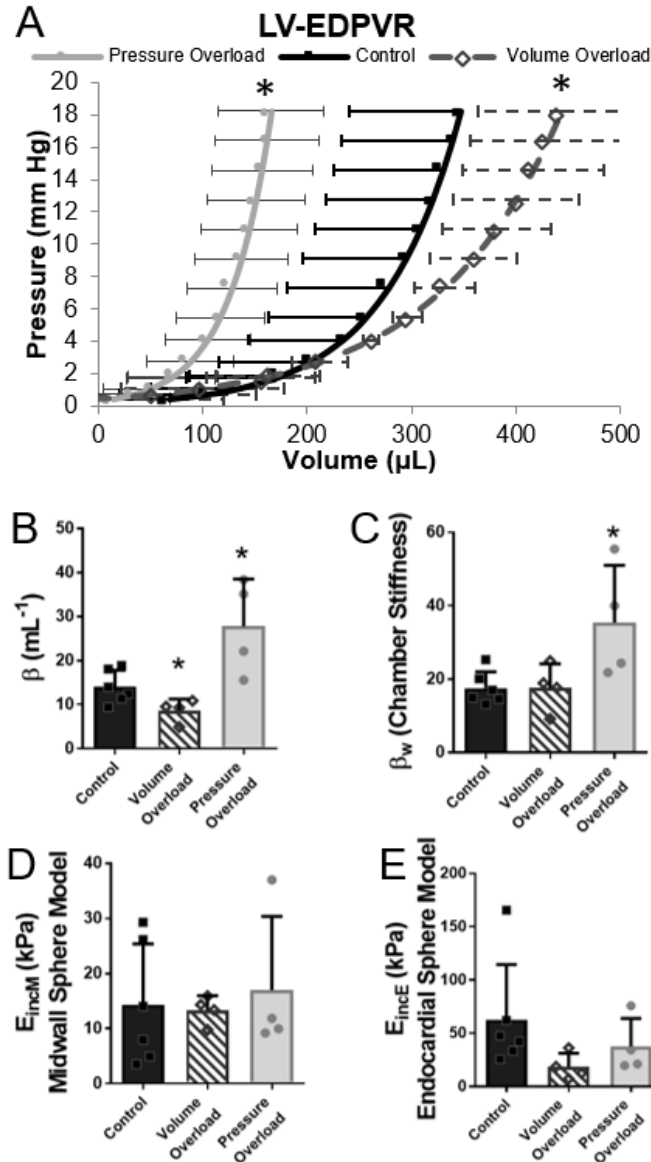 A LV-EDPVR
Pressure Overload Control Volume Overload
* *
Pressure (mm Hg)
20
18
16
14
12
10
8
6
4
2
0
0 100 200 300 400 500
Volume (µL)
B
β (mL⁻¹)
50
40
30
20
10
0
*
*
Control
Volume
Overload
Pressure
Overload
C
βw (Chamber Stiffness)
60
40
20
0
*
Control
Volume
Overload
Pressure
Overload
D
EincM (kPa)
Midwall Sphere Model
40
30
20
10
0
Control
Volume
Overload
Pressure
Overload
E
EincE (kPa)
Endocardial Sphere Model
200
150
100
50
0
Control
Volume
Overload
Pressure
Overload